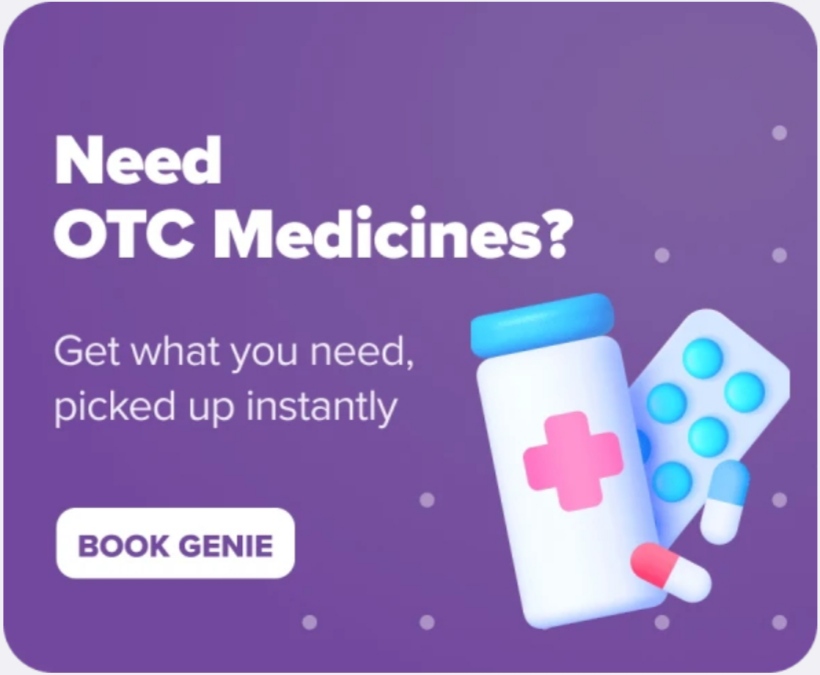 Need
OTC Medicines?
Get what you need,
picked up instantly
BOOK GENIE